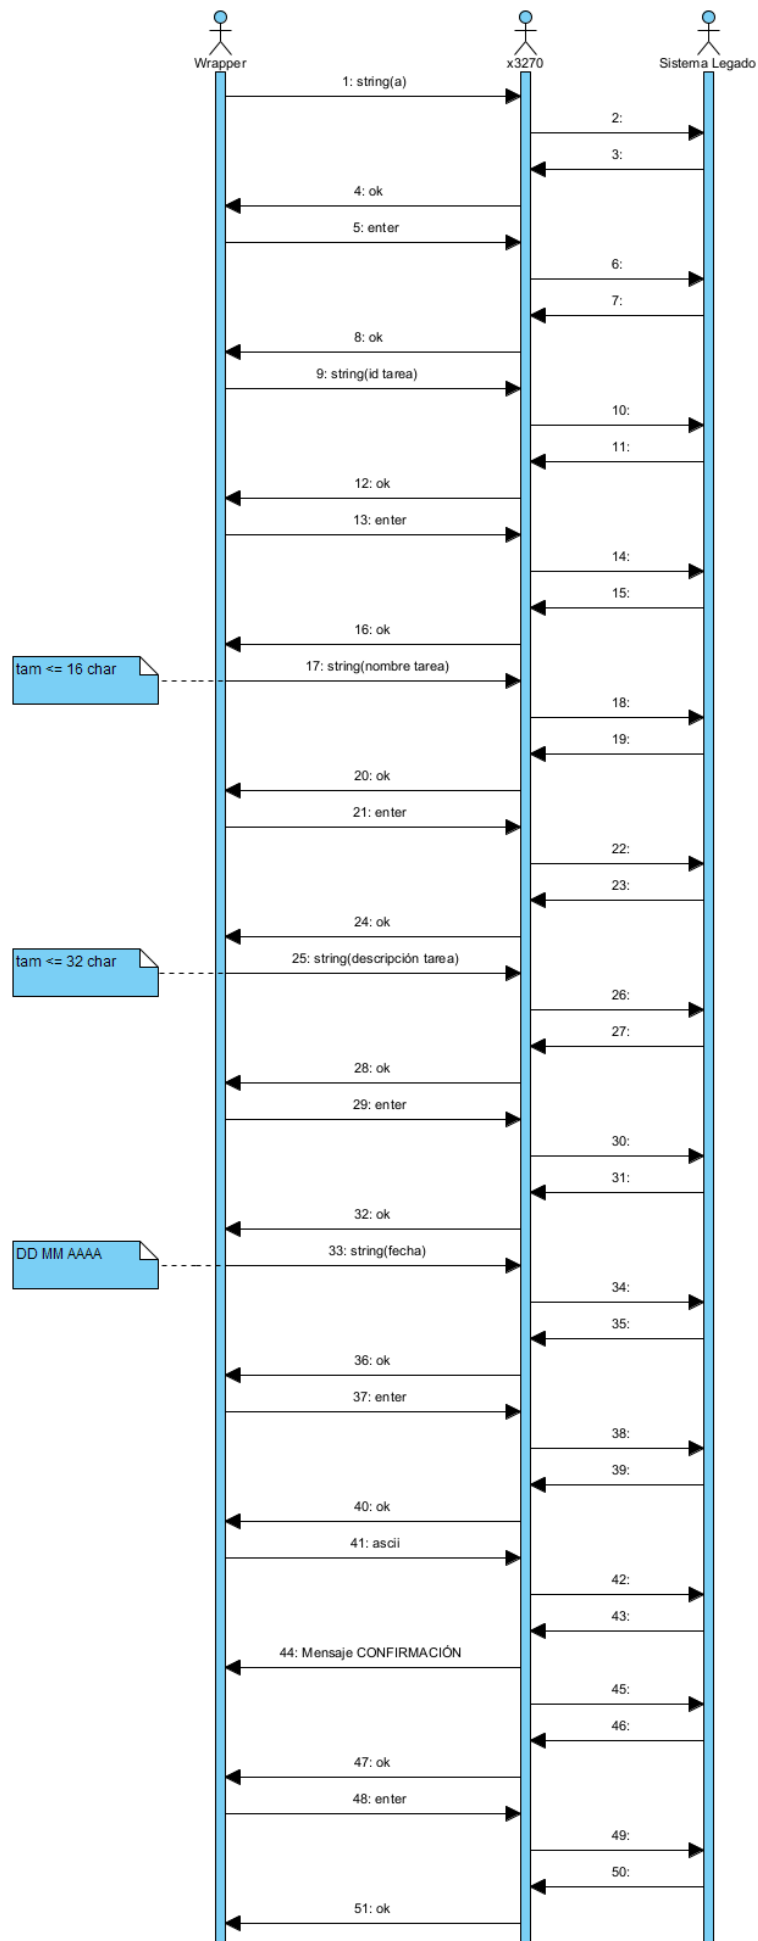 Wrapper
x3270
Sistema Legado
1: string(a)
2:
3:
4: ok
5: enter
6:
7:
8: ok
9: string(id tarea)
10:
11:
12: ok
13: enter
14:
15:
16: ok
tam <= 16 char
17: string(nombre tarea)
18:
19:
20: ok
21: enter
22:
23:
24: ok
tam <= 32 char
25: string(descripción tarea)
26:
27:
28: ok
29: enter
30:
31:
32: ok
DD MM AAAA
33: string(fecha)
34:
35:
36: ok
37: enter
38:
39:
40: ok
41: ascii
42:
43:
44: Mensaje CONFIRMACIÓN
45:
46:
47: ok
48: enter
49:
50:
51: ok